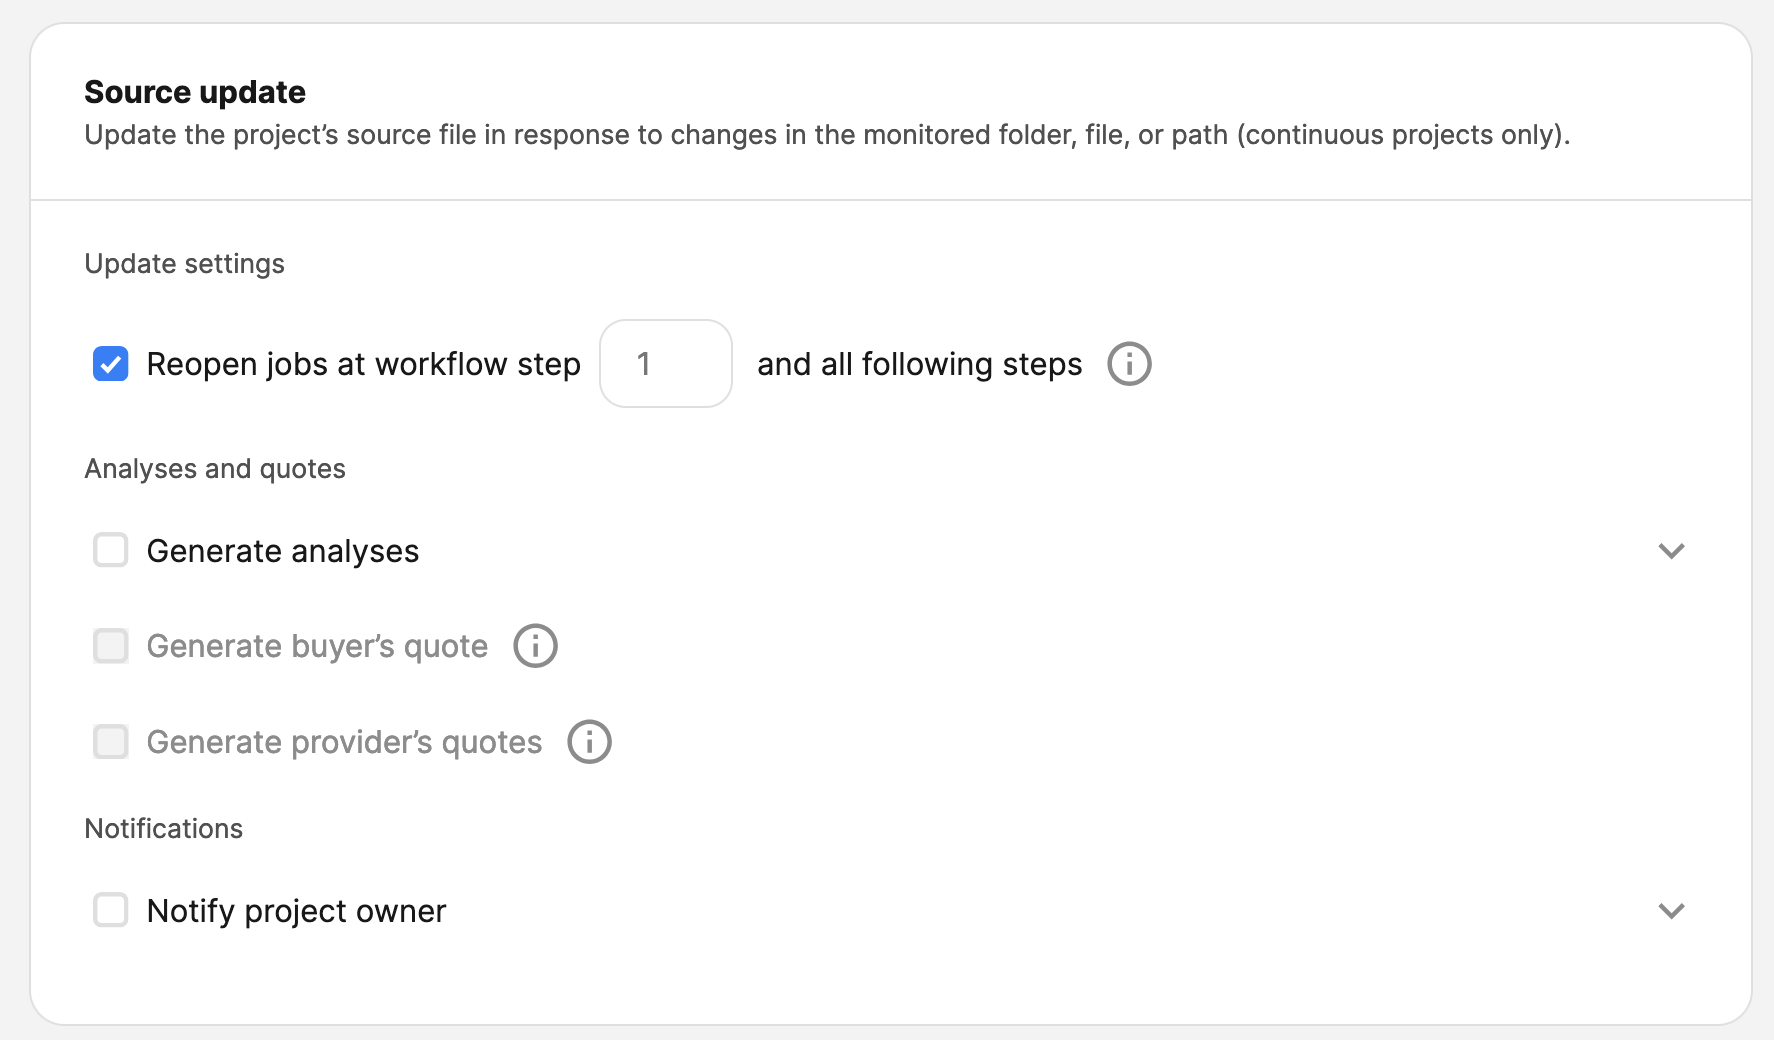 Source update
Update the project’s source file in response to changes in the monitored folder, file, or path (continuous projects only).
Update settings
Reopen jobs at workflow step 1 and all following steps
Analyses and quotes
Generate analyses
Generate buyer’s quote
Generate provider’s quotes
Notifications
Notify project owner